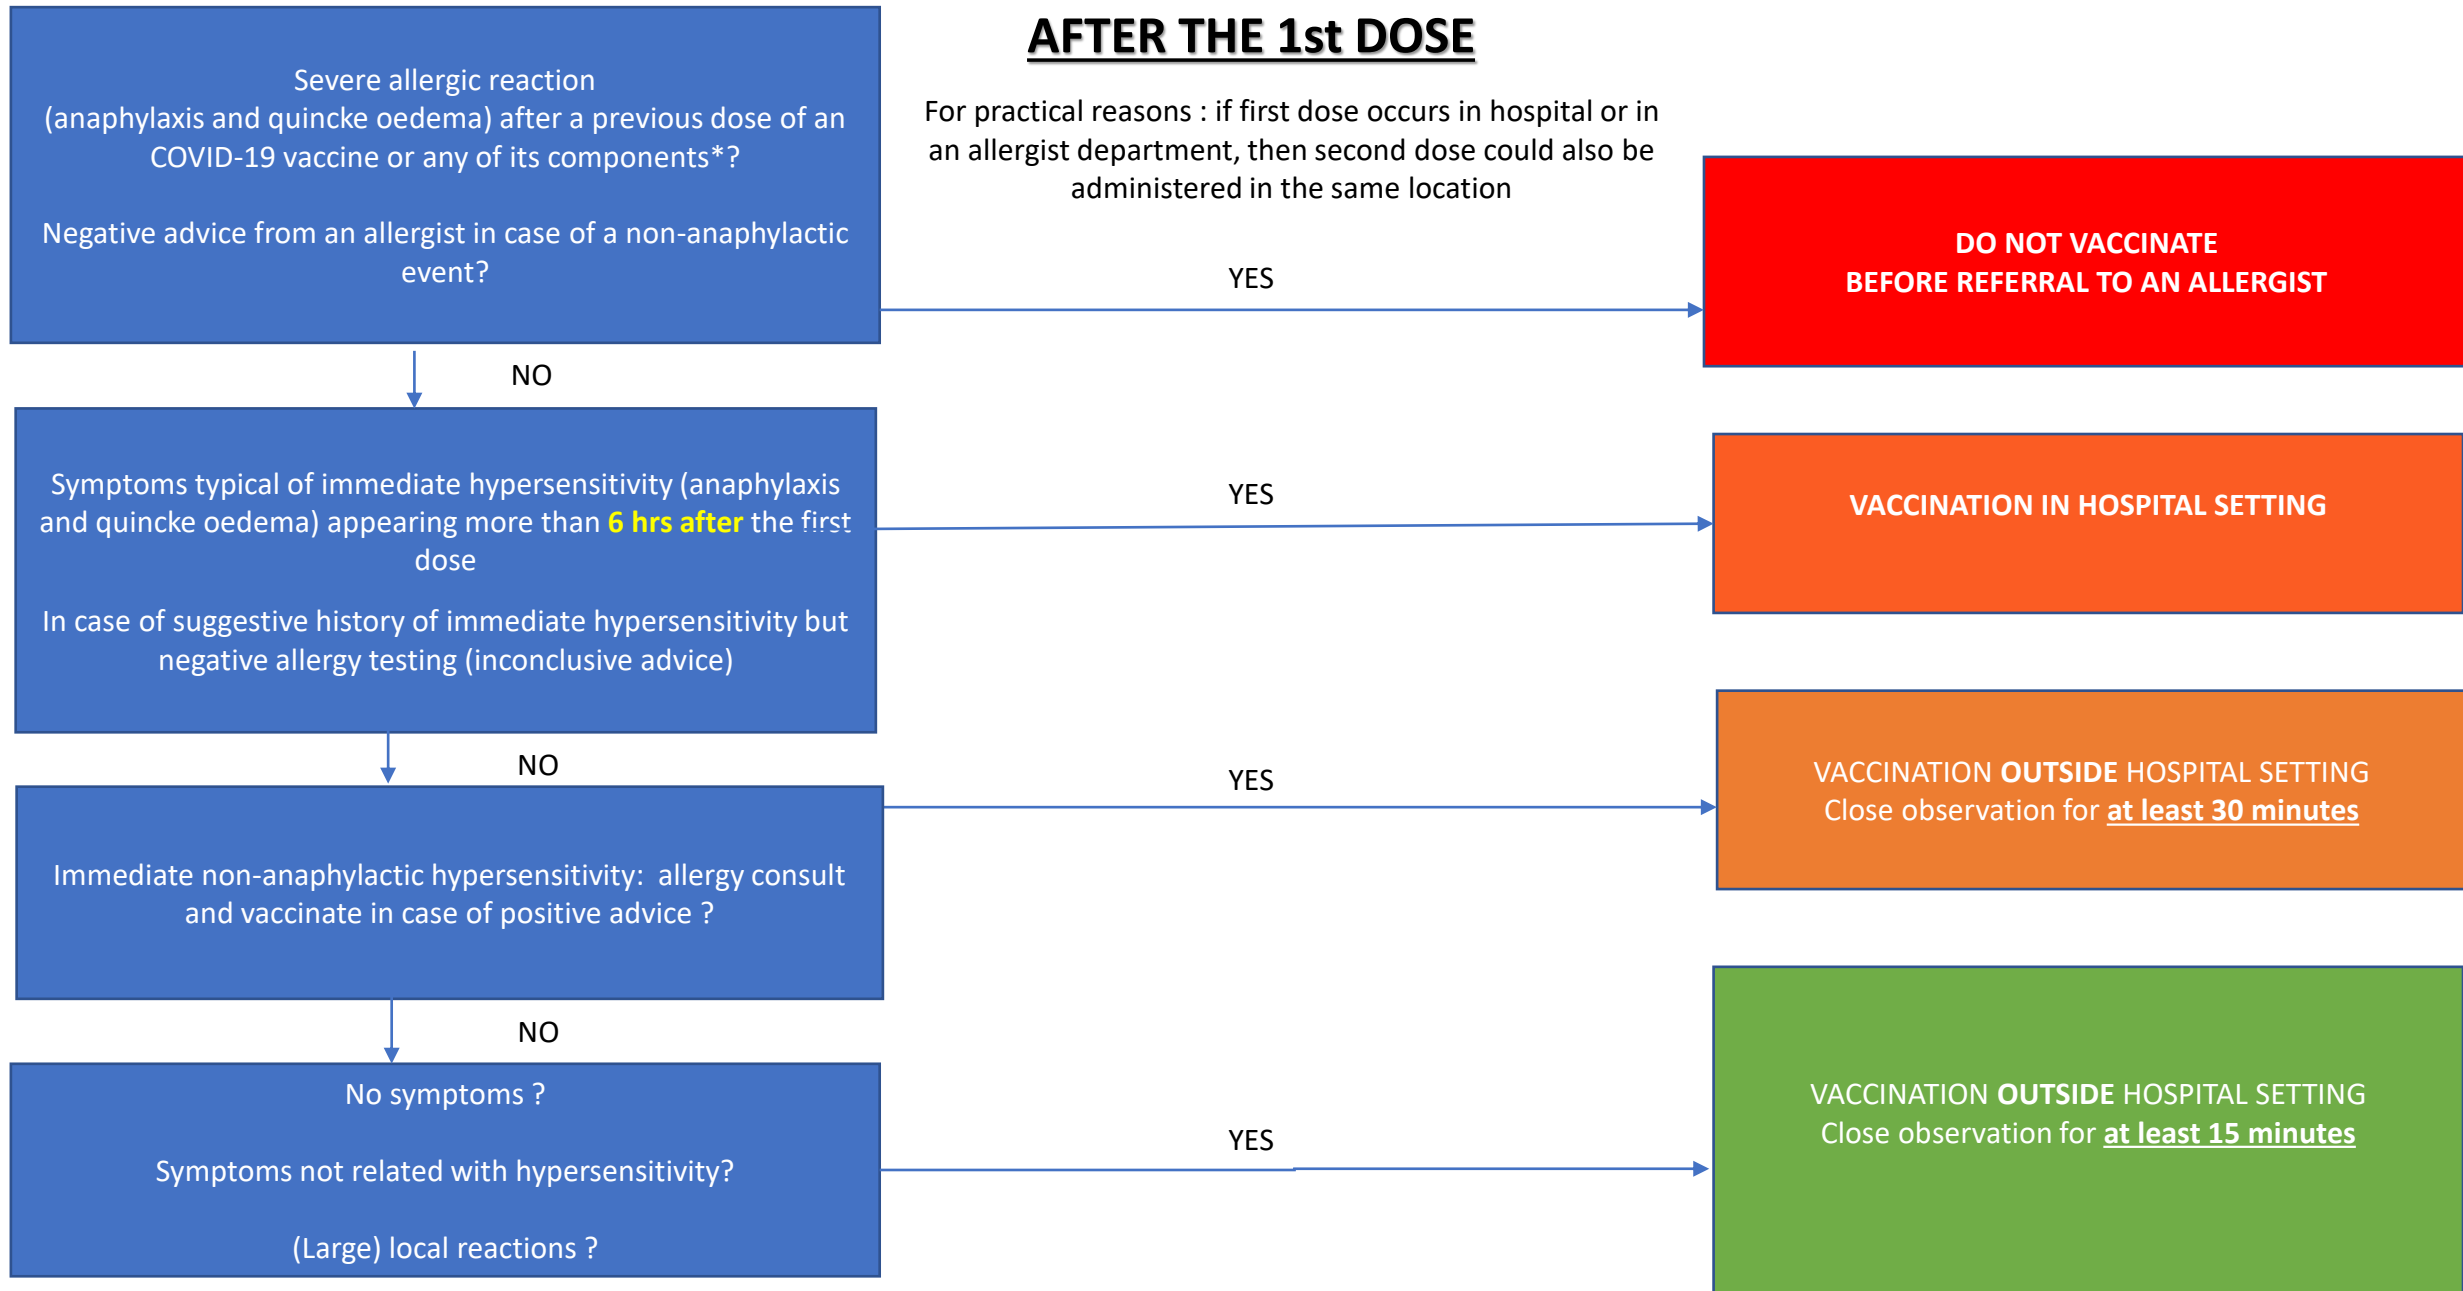 AFTER THE 1st DOSE
For practical reasons : if first dose occurs in hospital or in
an allergist department, then second dose could also be
administered in the same location
Severe allergic reaction
(anaphylaxis and quincke oedema) after a previous dose of an
COVID-19 vaccine or any of its components*?
Negative advice from an allergist in case of a non-anaphylactic
event?
YES
DO NOT VACCINATE
BEFORE REFERRAL TO AN ALLERGIST
NO
Symptoms typical of immediate hypersensitivity (anaphylaxis
and quincke oedema) appearing more than 6 hrs after the first
dose
In case of suggestive history of immediate hypersensitivity but
negative allergy testing (inconclusive advice)
YES
VACCINATION IN HOSPITAL SETTING
NO
Immediate non-anaphylactic hypersensitivity: allergy consult
and vaccinate in case of positive advice ?
YES
VACCINATION OUTSIDE HOSPITAL SETTING
Close observation for at least 30 minutes
NO
No symptoms ?
Symptoms not related with hypersensitivity?
(Large) local reactions ?
YES
VACCINATION OUTSIDE HOSPITAL SETTING
Close observation for at least 15 minutes